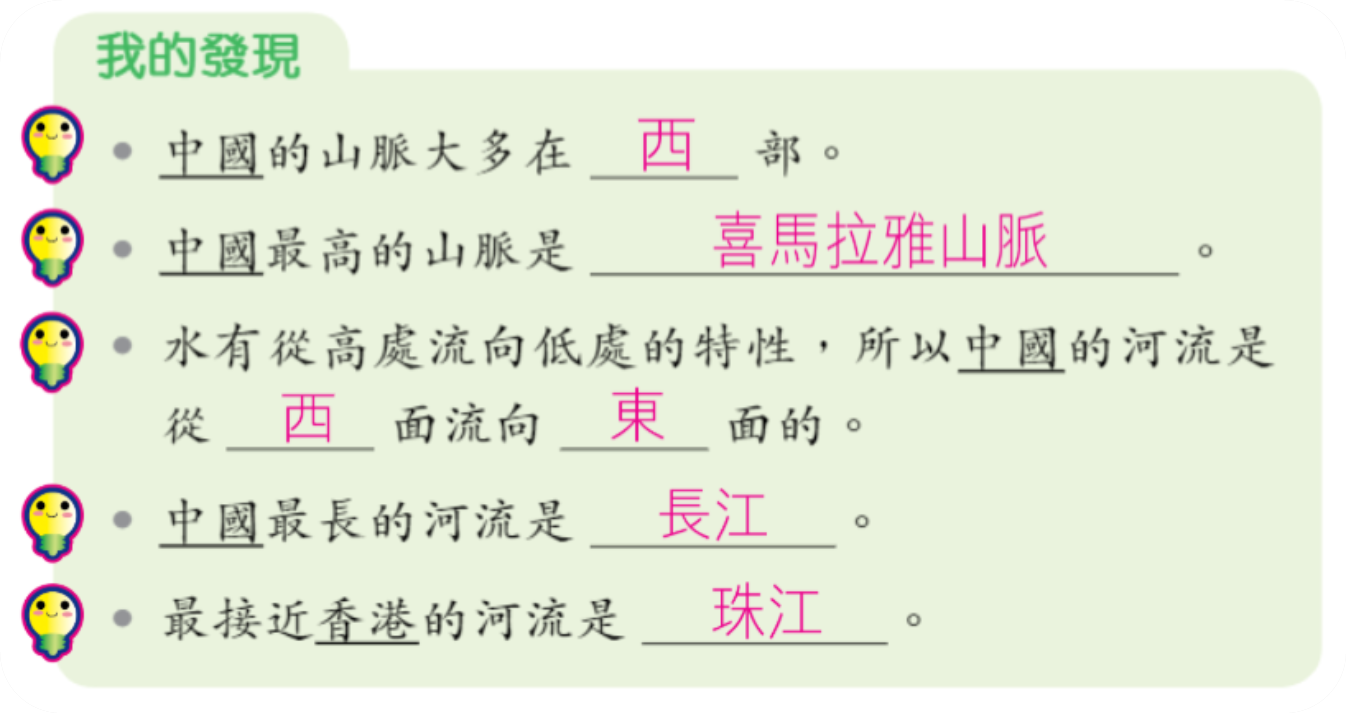 我的發現
• 中國的山脈大多在 西 部。
• 中國最高的山脈是 喜馬拉雅山脈 。
• 水有從高處流向低處的特性，所以中國的河流是
從 西 面流向 東 面的。
• 中國最長的河流是 長江 。
• 最接近香港的河流是 珠江 。